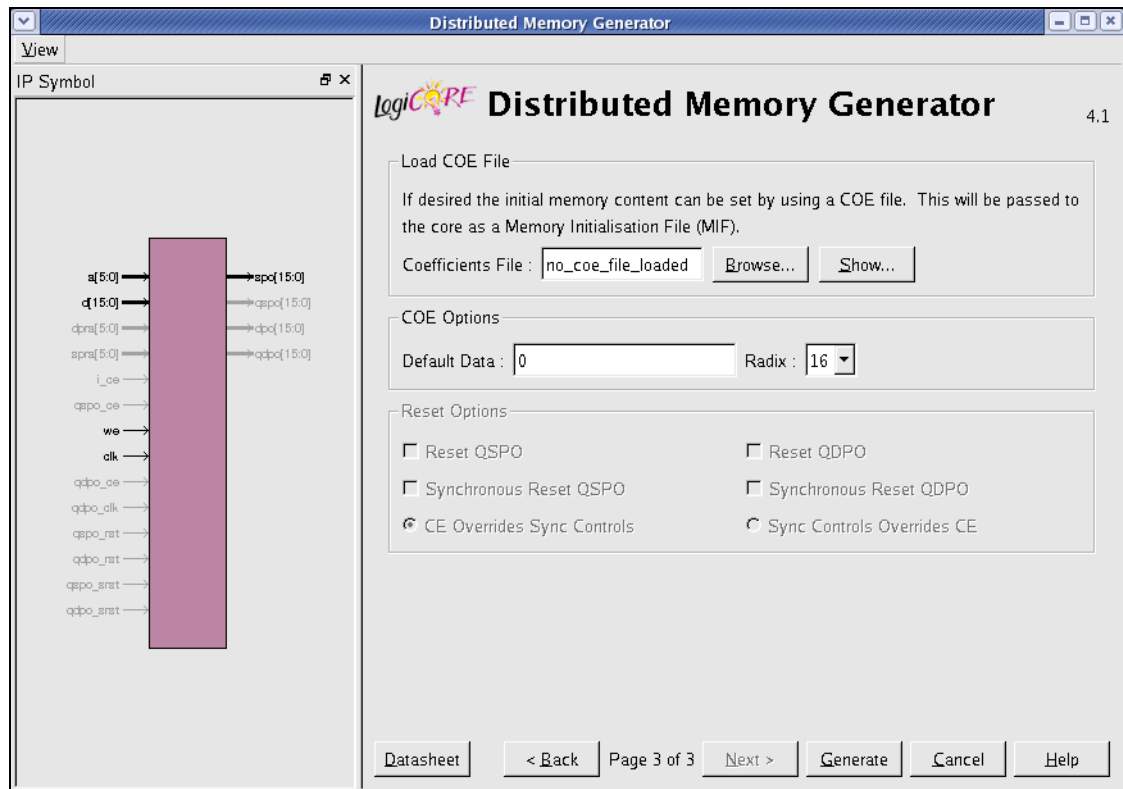 Distributed Memory Generator
View
IP Symbol
a[5:0]
d[15:0]
dpra[5:0]
spra[5:0]
i_ce
qspo_ce
we
clk
qdpo_ce
qdpo_clk
qspo_rst
qdpo_rst
qspo_srst
qdpo_srst
spo[15:0]
qspo[15:0]
dpo[15:0]
qdpo[15:0]
LogiCORE Distributed Memory Generator 4.1
Load COE File
If desired the initial memory content can be set by using a COE file. This will be passed to
the core as a Memory Initialisation File (MIF).
Coefficients File : no_coe_file_loaded Browse... Show...
COE Options
Default Data : 0 Radix : 16
Reset Options
Reset QSPO Reset QDPO
Synchronous Reset QSPO Synchronous Reset QDPO
CE Overrides Sync Controls Sync Controls Overrides CE
Datasheet < Back Page 3 of 3 Next > Generate Cancel Help